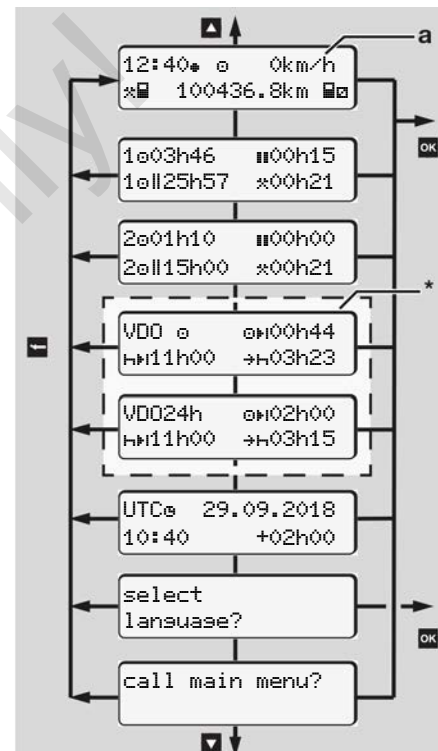 a
12:40 0km/h
100436.8km
OK
1 03h46 00h15
1 25h57 00h21
2 01h10 00h00
2 15h00 00h21
*
VDO 00h44
11h00 03h23
VDO24h 02h00
11h00 03h15
UTC 29.09.2018
10:40 +02h00
select
language?
OK
call main menu?